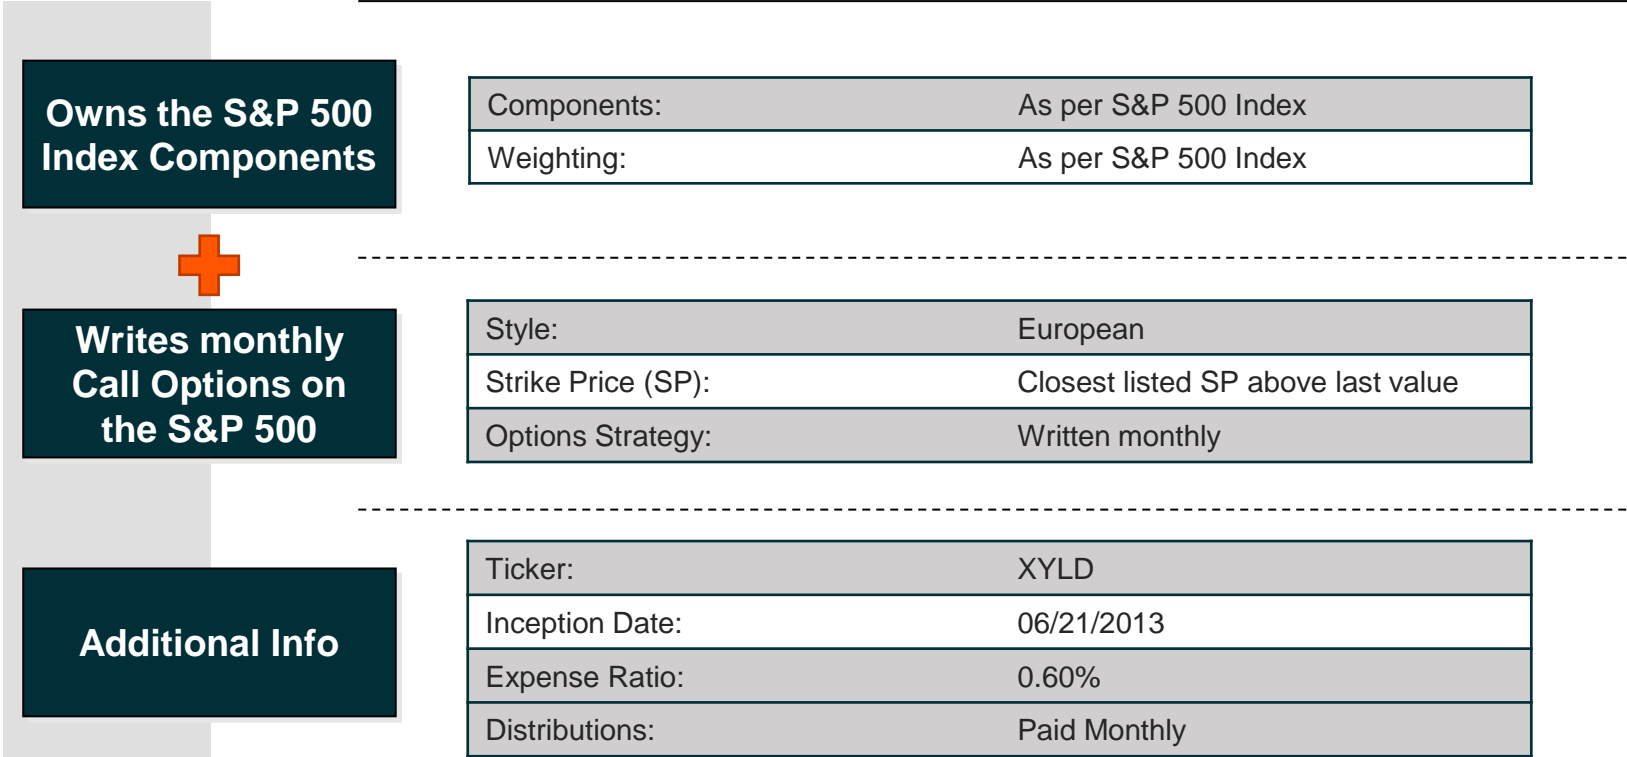 Owns the S&P 500
Index Components
Components: As per S&P 500 Index
Weighting: As per S&P 500 Index
Writes monthly
Call Options on
the S&P 500
Style: European
Strike Price (SP): Closest listed SP above last value
Options Strategy: Written monthly
Additional Info
Ticker: XYLD
Inception Date: 06/21/2013
Expense Ratio: 0.60%
Distributions: Paid Monthly